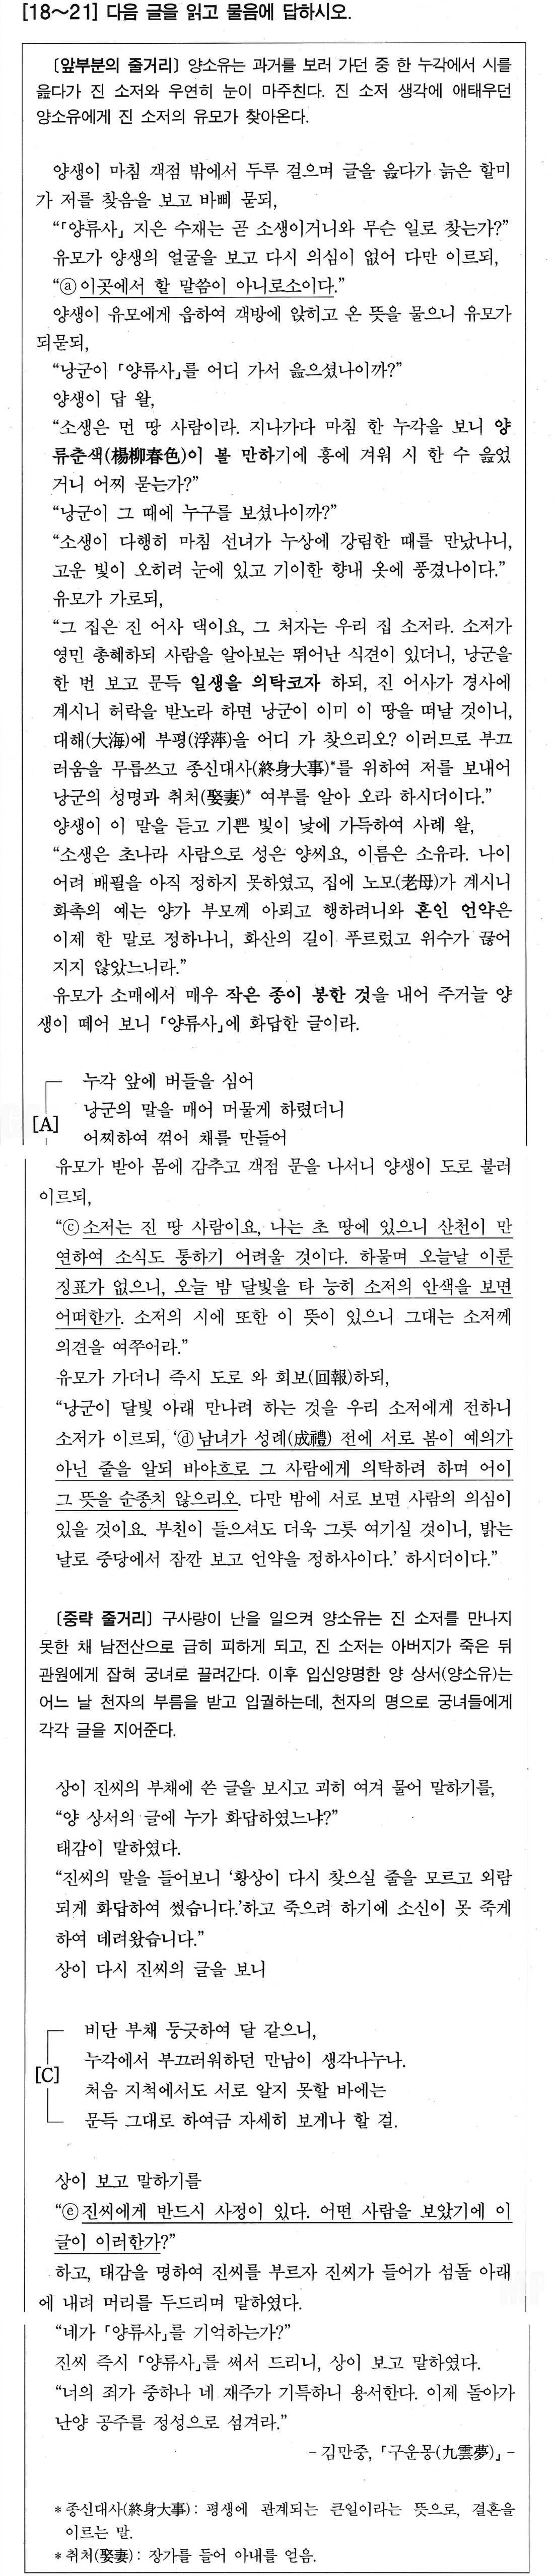 [18～21] 다음 글을 읽고 물음에 답하시오.
〔앞부분의 줄거리〕 양소유는 과거를 보러 가던 중 한 누각에서 시를
읊다가 진 소저와 우연히 눈이 마주친다. 진 소저 생각에 애태우던
양소유에게 진 소저의 유모가 찾아온다.
양생이 마침 객점 밖에서 두루 걸으며 글을 읊다가 늙은 할미
가 저를 찾음을 보고 바삐 묻되,
“「양류사」 지은 수재는 곧 소생이거니와 무슨 일로 찾는가?”
유모가 양생의 얼굴을 보고 다시 의심이 없어 다만 이르되,
“ⓐ이곳에서 할 말씀이 아니로소이다.”
양생이 유모에게 읍하여 객방에 앉히고 온 뜻을 물으니 유모가
되묻되,
“낭군이 「양류사」를 어디 가서 읊으셨나이까?”
양생이 답 왈,
“소생은 먼 땅 사람이라. 지나가다 마침 한 누각을 보니 양
류춘색(楊柳春色)이 볼 만하기에 흥에 겨워 시 한 수 읊었
거니 어찌 묻는가?”
“낭군이 그 때에 누구를 보셨나이까?”
“소생이 다행히 마침 선녀가 누상에 강림한 때를 만났나니,
고운 빛이 오히려 눈에 있고 기이한 향내 옷에 풍겼나이다.”
유모가 가로되,
“그 집은 진 어사 댁이요, 그 처자는 우리 집 소저라. 소저가
영민 총혜하되 사람을 알아보는 뛰어난 식견이 있더니, 낭군을
한 번 보고 문득 일생을 의탁코자 하되, 진 어사가 경사에
계시니 허락을 받노라 하면 낭군이 이미 이 땅을 떠날 것이니,
대해(大海)에 부평(浮萍)을 어디 가 찾으리오? 이러므로 부끄
러움을 무릅쓰고 종신대사(終身大事)*를 위하여 저를 보내어
낭군의 성명과 취처(娶妻)* 여부를 알아 오라 하시더이다.”
양생이 이 말을 듣고 기쁜 빛이 낯에 가득하여 사례 왈,
“소생은 초나라 사람으로 성은 양씨요, 이름은 소유라. 나이
어려 배필을 아직 정하지 못하였고, 집에 노모(老母)가 계시니
화촉의 예는 양가 부모께 아뢰고 행하려니와 혼인 언약은
이제 한 말로 정하나니, 화산의 길이 푸르렀고 위수가 끊어
지지 않았느니라.”
유모가 소매에서 매우 작은 종이 봉한 것을 내어 주거늘 양
생이 떼어 보니 「양류사」에 화답한 글이라.
누각 앞에 버들을 심어
[A] 낭군의 말을 매어 머물게 하렸더니
어찌하여 꺾어 채를 만들어
유모가 받아 몸에 감추고 객점 문을 나서니 양생이 도로 불러
이르되,
“ⓒ소저는 진 땅 사람이요, 나는 초 땅에 있으니 산천이 만
연하여 소식도 통하기 어려울 것이다. 하물며 오늘날 이룬
징표가 없으니, 오늘 밤 달빛을 타 능히 소저의 안색을 보면
어떠한가. 소저의 시에 또한 이 뜻이 있으니 그대는 소저께
의견을 여쭈어라.”
유모가 가더니 즉시 도로 와 회보(回報)하되,
“낭군이 달빛 아래 만나려 하는 것을 우리 소저에게 전하니
소저가 이르되, ‘ⓓ남녀가 성례(成禮) 전에 서로 봄이 예의가
아닌 줄을 알되 바야흐로 그 사람에게 의탁하려 하며 어이
그 뜻을 순종치 않으리오. 다만 밤에 서로 보면 사람의 의심이
있을 것이요. 부친이 들으셔도 더욱 그릇 여기실 것이니, 밝는
날로 중당에서 잠깐 보고 언약을 정하사이다.’ 하시더이다.”
〔중략 줄거리〕 구사량이 난을 일으켜 양소유는 진 소저를 만나지
못한 채 남전산으로 급히 피하게 되고, 진 소저는 아버지가 죽은 뒤
관원에게 잡혀 궁녀로 끌려간다. 이후 입신양명한 양 상서(양소유)는
어느 날 천자의 부름을 받고 입궐하는데, 천자의 명으로 궁녀들에게
각각 글을 지어준다.
상이 진씨의 부채에 쓴 글을 보시고 괴히 여겨 물어 말하기를,
“양 상서의 글에 누가 화답하였느냐?”
태감이 말하였다.
“진씨의 말을 들어보니 ‘황상이 다시 찾으실 줄을 모르고 외람
되게 화답하여 썼습니다.’하고 죽으려 하기에 소신이 못 죽게
하여 데려왔습니다.”
상이 다시 진씨의 글을 보니
비단 부채 둥긋하여 달 같으니,
누각에서 부끄러워하던 만남이 생각나누나.
[C] 처음 지척에서도 서로 알지 못할 바에는
문득 그대로 하여금 자세히 보게나 할 걸.
상이 보고 말하기를
“ⓔ진씨에게 반드시 사정이 있다. 어떤 사람을 보았기에 이
글이 이러한가?”
하고, 태감을 명하여 진씨를 부르자 진씨가 들어가 섬돌 아래
에 내려 머리를 두드리며 말하였다.
“네가 「양류사」를 기억하는가?”
진씨 즉시 「양류사」를 써서 드리니, 상이 보고 말하였다.
“너의 죄가 중하나 네 재주가 기특하니 용서한다. 이제 돌아가
난양 공주를 정성으로 섬겨라.”
- 김만중, 「구운몽(九雲夢)」 -
* 종신대사(終身大事) : 평생에 관계되는 큰일이라는 뜻으로, 결혼을
이르는 말.
* 취처(娶妻) : 장가를 들어 아내를 얻음.